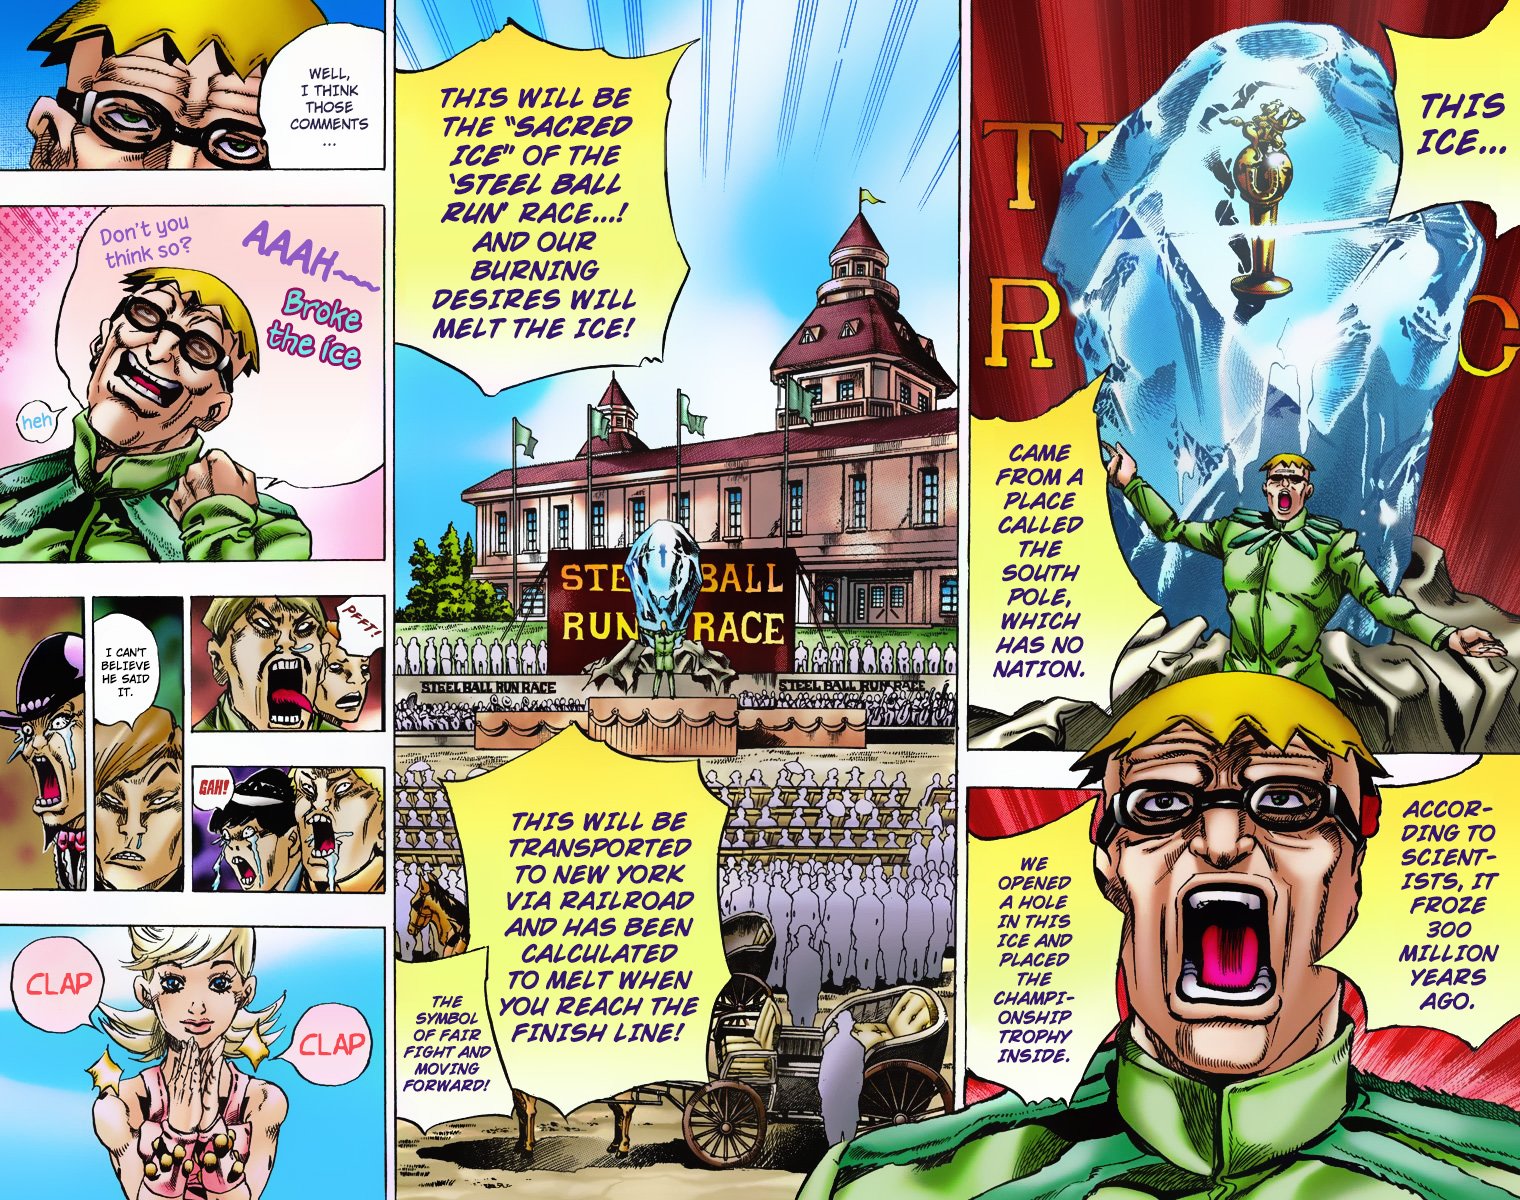 THIS
ICE...
T
R C
CAME
FROM A
PLACE
CALLED
THE
SOUTH
POLE,
WHICH
HAS NO
NATION.
ACCOR-
DING TO
SCIENT-
ISTS, IT
FROZE
300
MILLION
YEARS
AGO.
WE
OPENED
A HOLE
IN THIS
ICE AND
PLACED
THE
CHAMPI-
ONSHIP
TROPHY
INSIDE.
THIS WILL BE
THE "SACRED
ICE" OF THE
'STEEL BALL
RUN' RACE...!
AND OUR
BURNING
DESIRES WILL
MELT THE ICE!
STE BALL
RUN RACE
STEEL BALL RUN RACE
STEEL BALL RUN RACE
THIS WILL BE
TRANSPORTED
TO NEW YORK
VIA RAILROAD
AND HAS BEEN
CALCULATED
TO MELT WHEN
YOU REACH THE
FINISH LINE!
THE
SYMBOL
OF FAIR
FIGHT AND
MOVING
FORWARD!
WELL,
I THINK
THOSE
COMMENTS
...
AAAH~~
Broke
the ice
Don't you
think so?
heh
PFFT!
I CAN'T
BELIEVE
HE SAID
IT.
GAH!
CLAP
CLAP